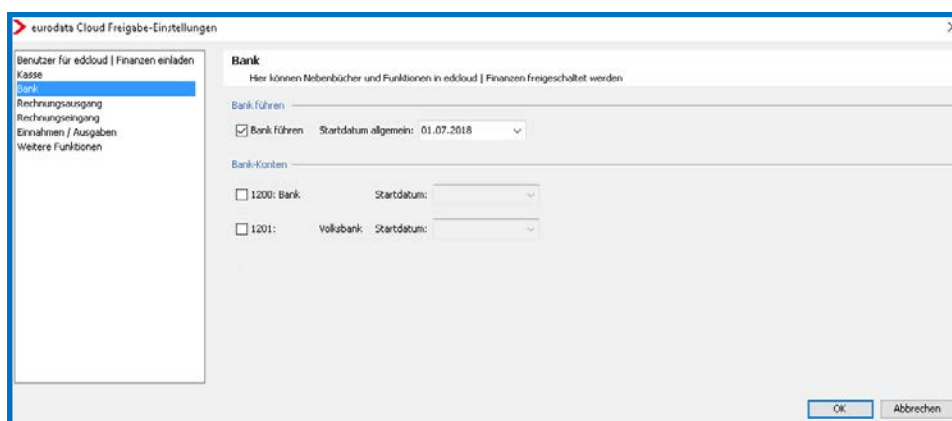 eurodata Cloud Freigabe-Einstellungen
Benutzer für edcloud | Finanzen einladen
Kasse
Bank
Rechnungsausgang
Rechnungseingang
Einnahmen / Ausgaben
Weitere Funktionen
Bank
Hier können Nebenbücher und Funktionen in edcloud | Finanzen freigeschaltet werden
Bank führen
Bank führen Startdatum allgemein: 01.07.2018
Bank-Konten
1200: Bank Startdatum:
1201: Volksbank Startdatum:
OK Abbrechen